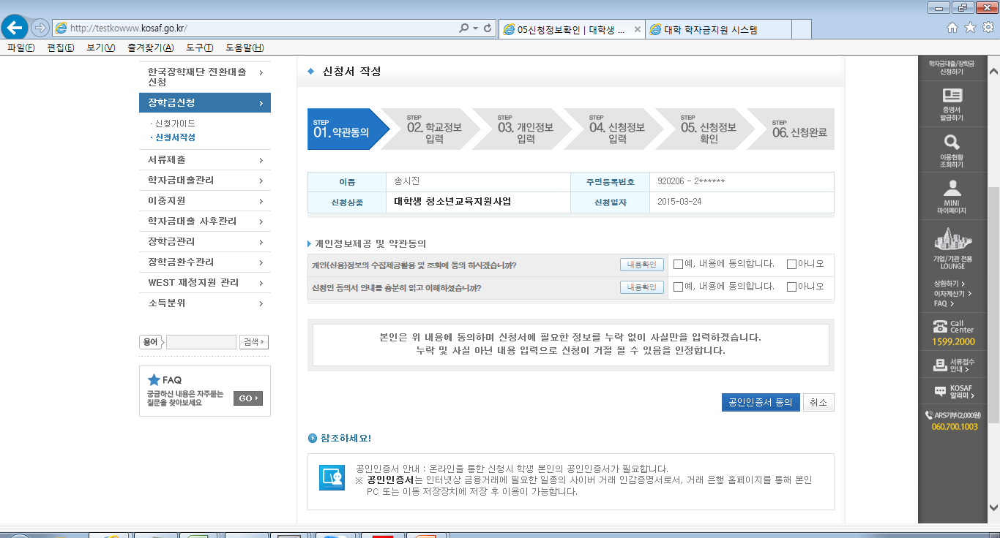 http://testkowww.kosaf.go.kr/
05신청정보확인 | 대학생 ...
대학 학자금지원 시스템
파일(F) 편집(E) 보기(V) 즐겨찾기(A) 도구(T) 도움말(H)
한국장학재단 전환대출
신청
장학금신청
· 신청가이드
· 신청서작성
서류제출
학자금대출관리
이중지원
학자금대출 사후관리
장학금관리
장학금환수관리
WEST 재정지원 관리
소득분위
용어
검색
FAQ
궁금하신 내용은 자주묻는
질문을 찾아보세요
GO
신청서 작성
STEP
01. 약관동의
STEP
02. 학교정보
입력
STEP
03. 개인정보
입력
STEP
04. 신청정보
입력
STEP
05. 신청정보
확인
STEP
06. 신청완료
이름 송시진 주민등록번호 920206 - 2******
신청상품 대학생 청소년교육지원사업 신청일자 2015-03-24
개인정보제공 및 약관동의
개인(신용)정보의 수집제공활용 및 조회에 동의 하시겠습니까? 내용확인 예, 내용에 동의합니다. 아니오
신청인 동의서 안내를 충분히 읽고 이해하셨습니까? 내용확인 예, 내용에 동의합니다. 아니오
본인은 위 내용에 동의하며 신청서에 필요한 정보를 누락 없이 사실만을 입력하겠습니다.
누락 및 사실 아닌 내용 입력으로 신청이 거절 될 수 있음을 인정합니다.
공인인증서 동의 취소
참조하세요!
공인인증서 안내 : 온라인을 통한 신청시 학생 본인의 공인인증서가 필요합니다.
※ 공인인증서는 인터넷상 금융거래에 필요한 일종의 사이버 거래 인감증명서로서, 거래 은행 홈페이지를 통해 본인
PC 또는 이동 저장장치에 저장 후 이용이 가능합니다.
학자금대출/장학금
신청하기
증명서
발급하기
이용현황
조회하기
MINI
마이페이지
기업/기관 전용
LOUNGE
상환하기
이자계산기
FAQ
Call
Center
1599.2000
서류접수
안내
KOSAF
알리미
ARS기부(2,000원)
060.700.1003